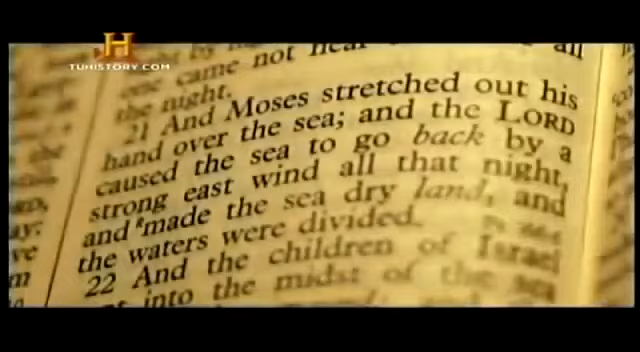 H
TUHISTORY.COM
one came not near all
the night.
21 And Moses stretched out his
hand over the sea; and the LORD
caused the sea to go back by a
strong east wind all that night,
and made the sea dry land, and
the waters were divided.
22 And the children of Israel
into the midst of the sea